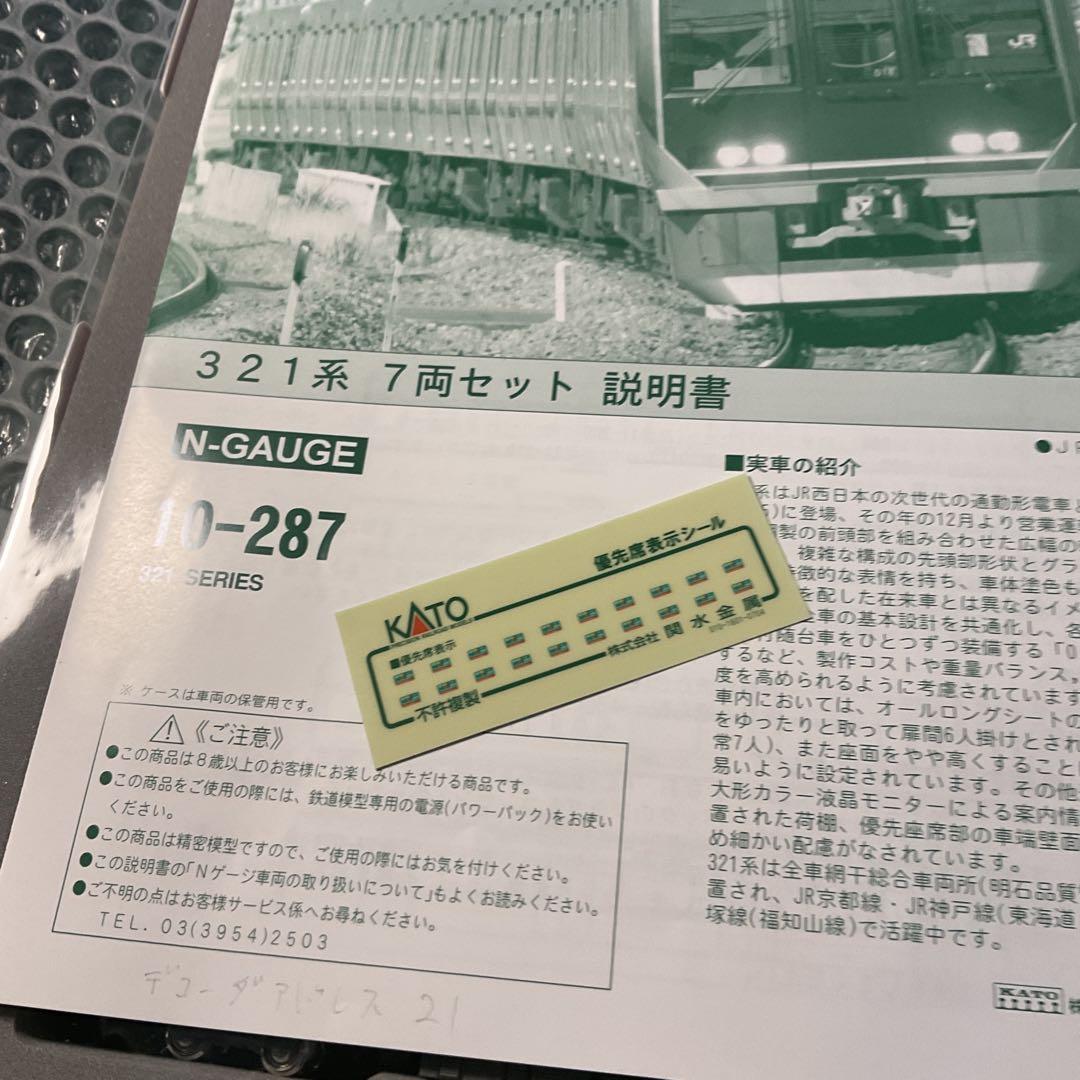 JR
321系 7両セット 説明書
N-GAUGE
10-287
321 SERIES
※ ケースは車両の保管用です。
《ご注意》
●この商品は8歳以上のお客様にお楽しみいただける商品です。
●この商品をご使用の際には、鉄道模型専用の電源(パワーパック)をお使い
ください。
●この商品は精密模型ですので、ご使用の際にはお気を付けください。
●この説明書の「Nゲージ車両の取り扱いについて」もよくお読みください。
●ご不明の点はお客様サービス係へお尋ねください。
TEL. 03(3954)2503
デコーダアドレス 21
優先席表示シール
KATO
PRECISION RAILROAD MODELS
■優先席表示
不許複製
株式会社 関水金属
●J
■実車の紹介
系はJR西日本の次世代の通勤形電車と
)に登場、その年の12月より営業運
製の前頭部を組み合わせた広幅の
、複雑な構成の先頭部形状とグラ
徴的な表情を持ち、車体塗色も
を配した在来車とは異なるイメ
全車の基本設計を共通化し、各
付随台車をひとつずつ装備する「0
するなど、製作コストや重量バランス、
度を高められるように考慮されています
車内においては、オールロングシートの
をゆったりと取って扉間6人掛けとされ
常7人)、また座面をやや高くすること
易いように設定されています。その他
大形カラー液晶モニターによる案内情
置された荷棚、優先座席部の車端壁面
め細かい配慮がなされています。
321系は全車網干総合車両所(明石品質
置され、JR京都線・JR神戸線(東海道
塚線(福知山線)で活躍中です。
KATO
株